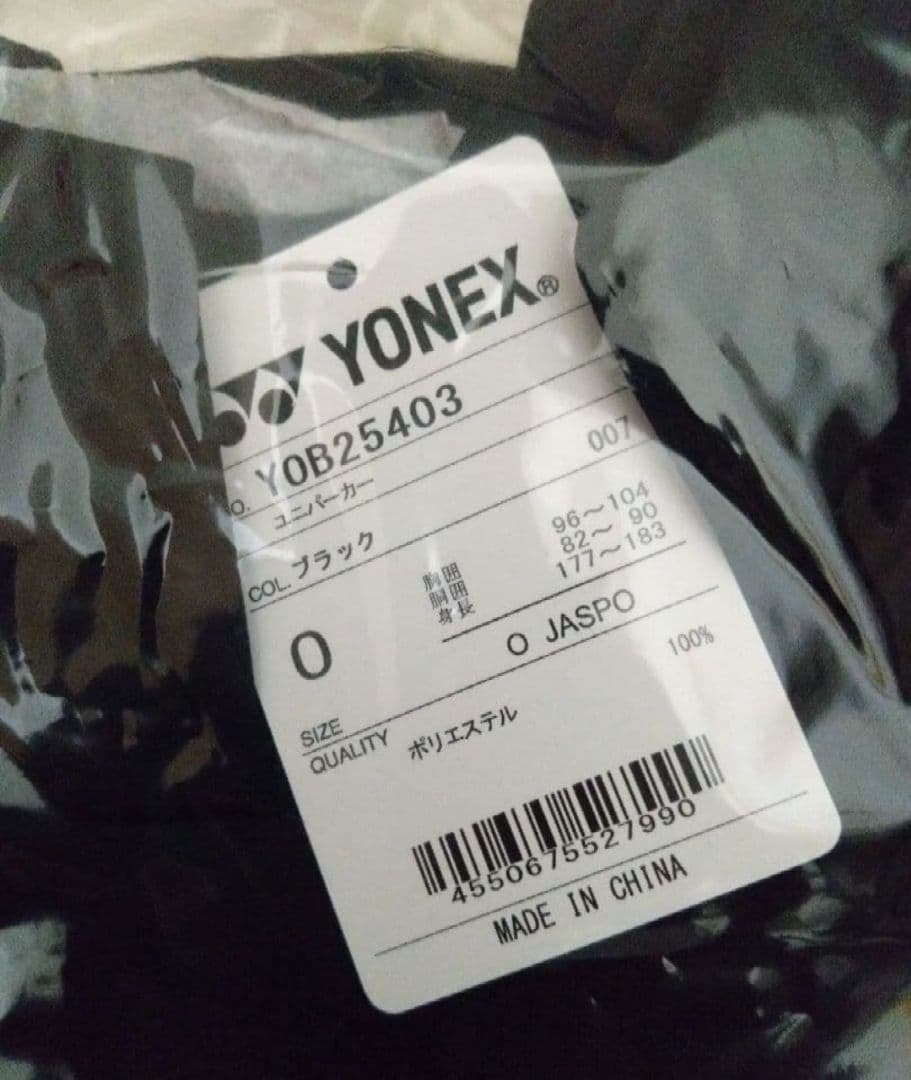 YONEX®
NO. YOB25403
ユニパーカー
007
COL. ブラック
胸囲 96～104
胴囲 82～ 90
身長 177～183
O
O JASPO
SIZE
100%
QUALITY ポリエステル
4550675527990
MADE IN CHINA